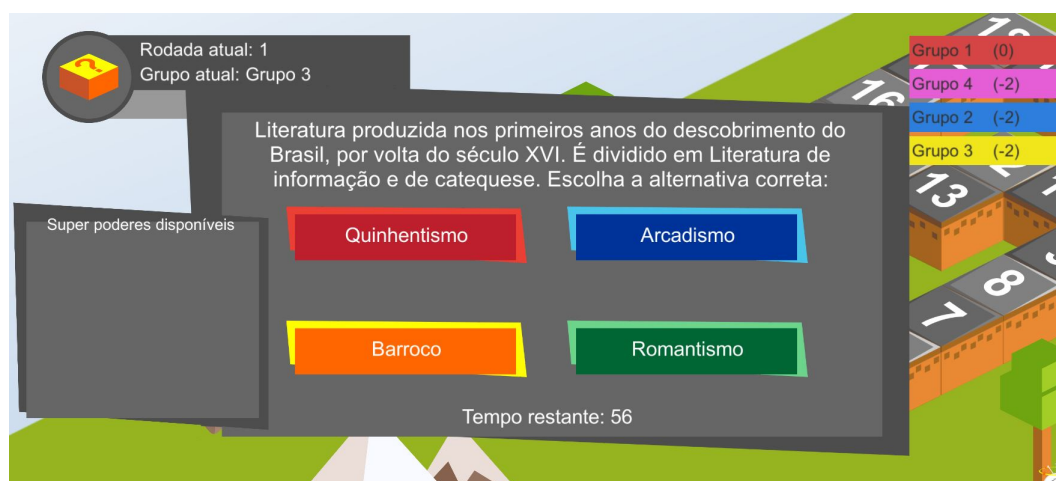 Rodada atual: 1
Grupo atual: Grupo 3
Grupo 1 (0)
Grupo 4 (-2)
Grupo 2 (-2)
Grupo 3 (-2)
Literatura produzida nos primeiros anos do descobrimento do
Brasil, por volta do século XVI. É dividido em Literatura de
informação e de catequese. Escolha a alternativa correta:
Super poderes disponíveis
Quinhentismo
Arcadismo
Barroco
Romantismo
Tempo restante: 56
16
13
7
8